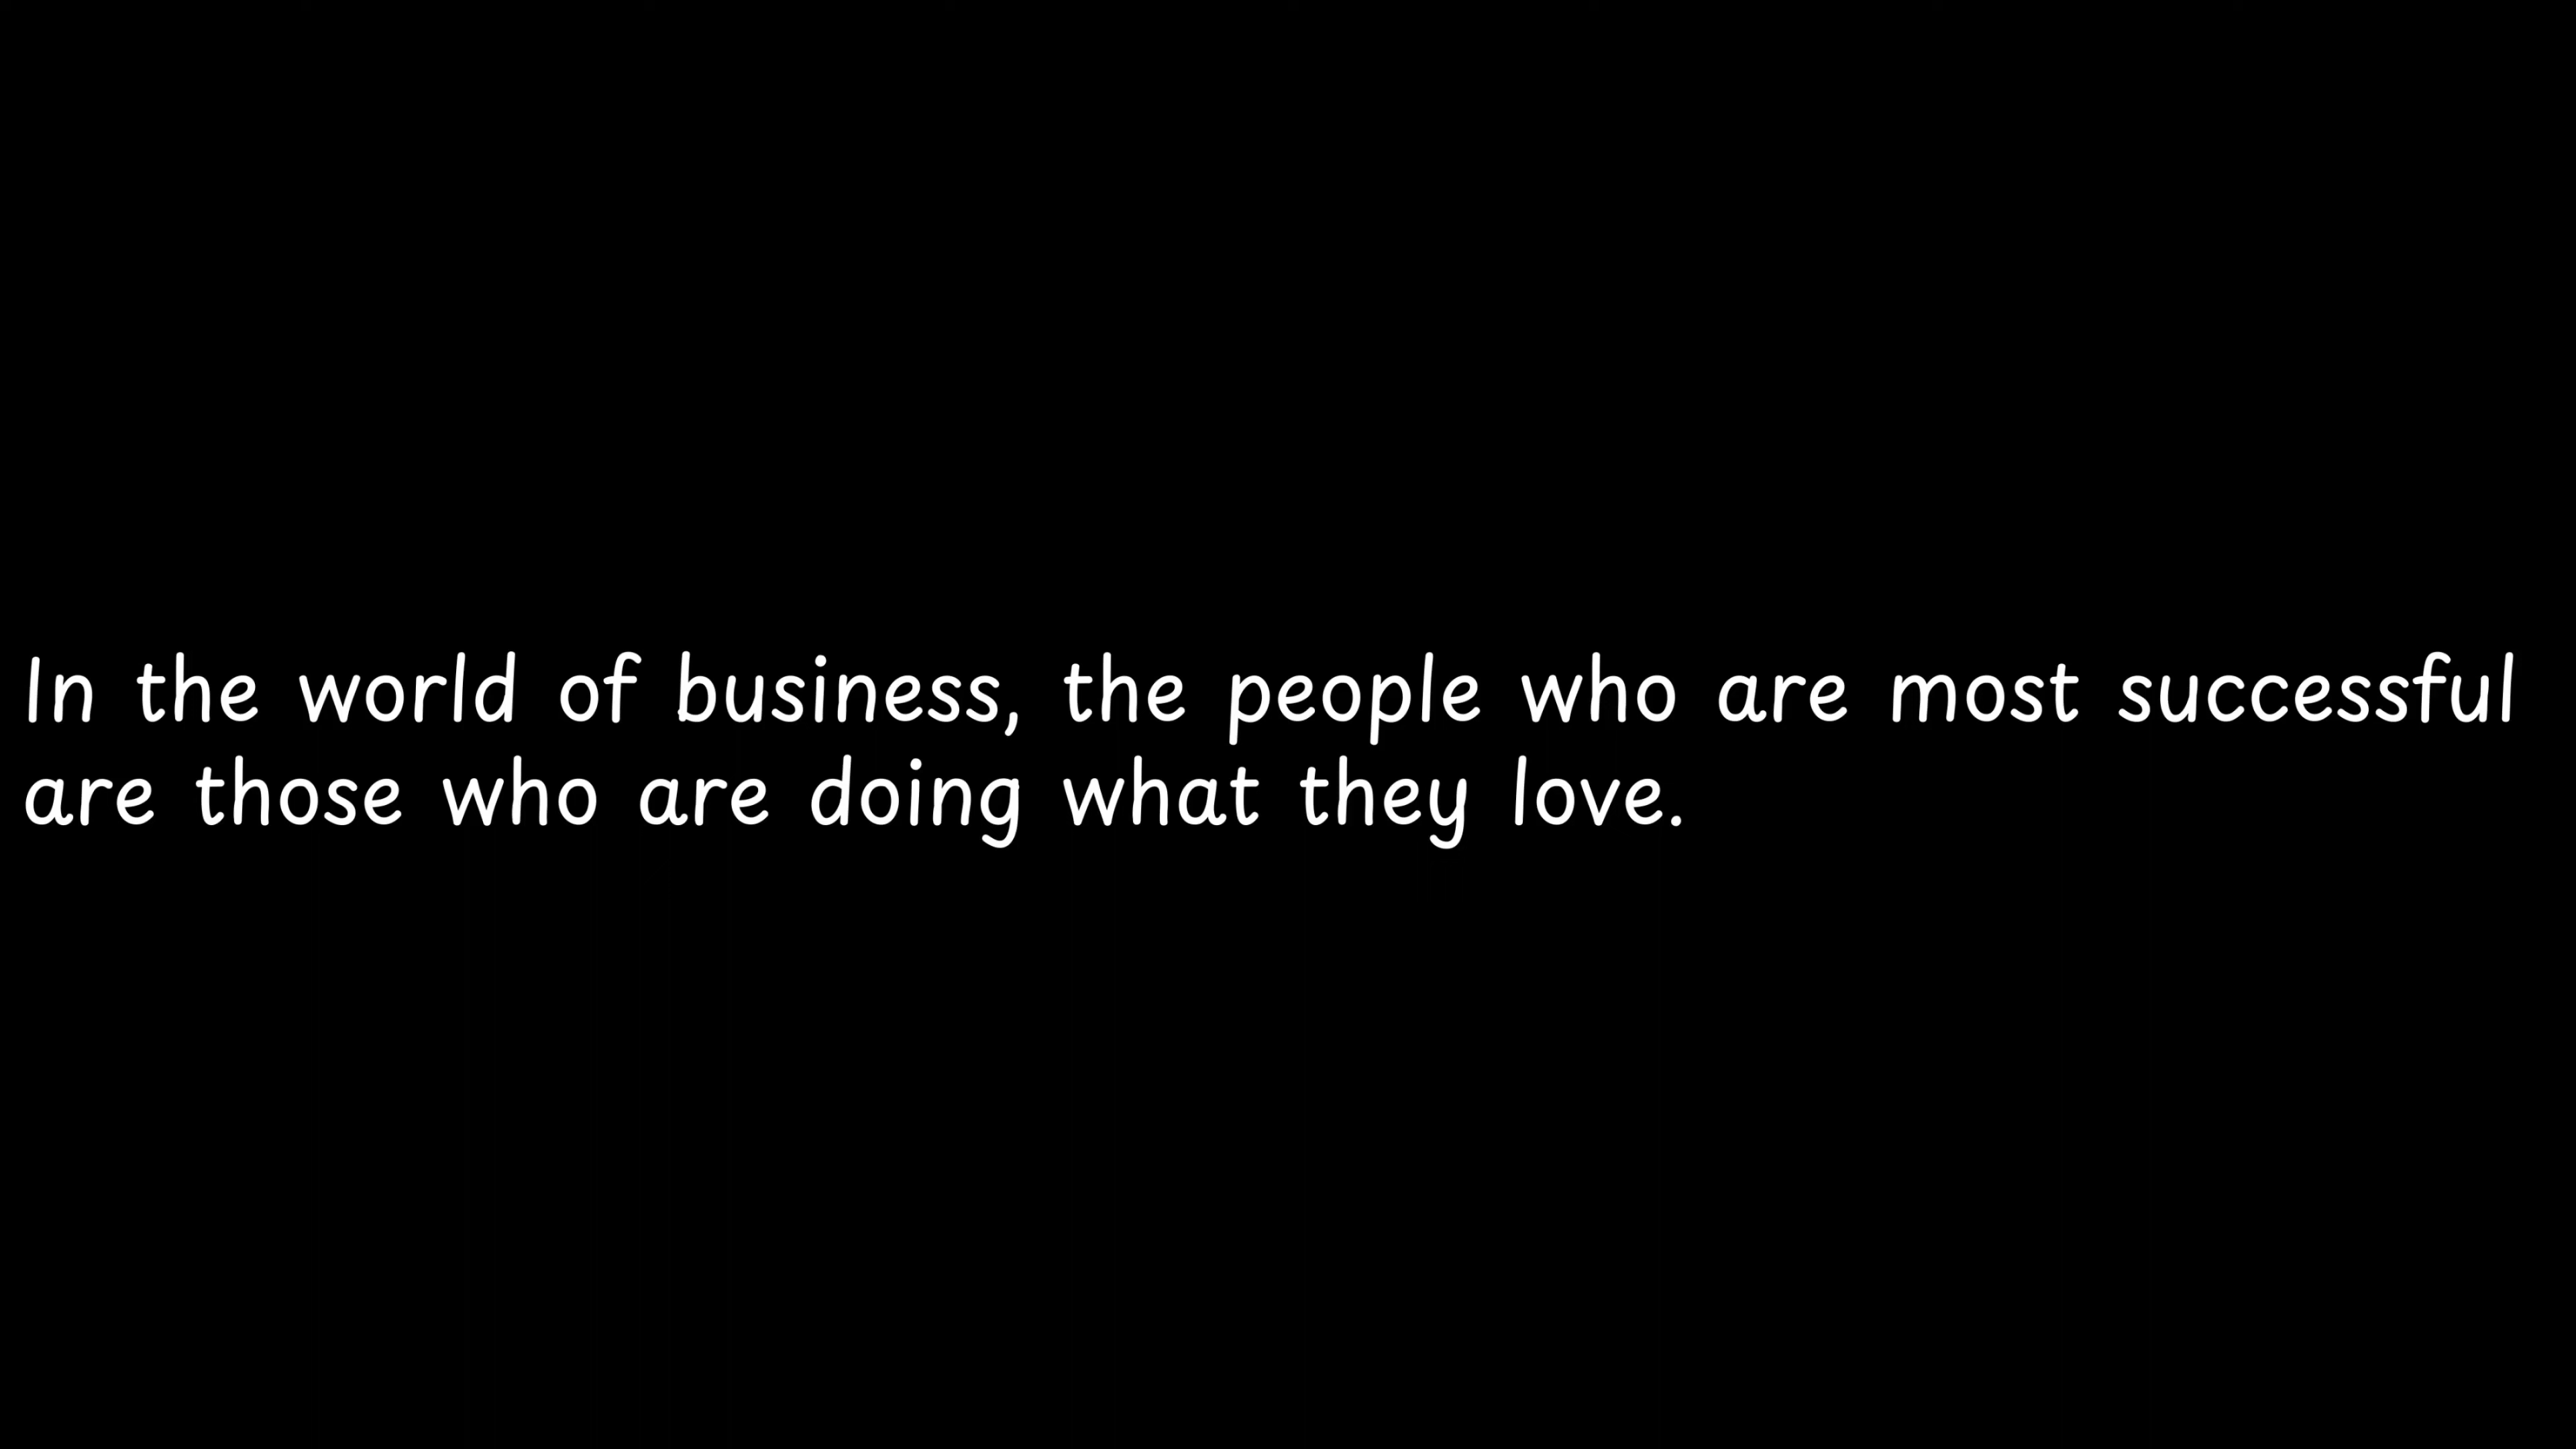 In the world of business, the people who are most successful
are those who are doing what they love.